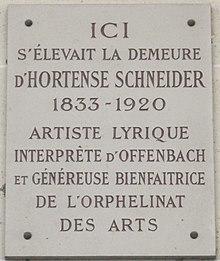 ICI
S'ÉLEVAIT LA DEMEURE
D'HORTENSE SCHNEIDER
1833-1920
ARTISTE LYRIQUE
INTERPRÈTE D'OFFENBACH
ET GÉNÉREUSE BIENFAITRICE
DE L'ORPHELINAT
DES ARTS